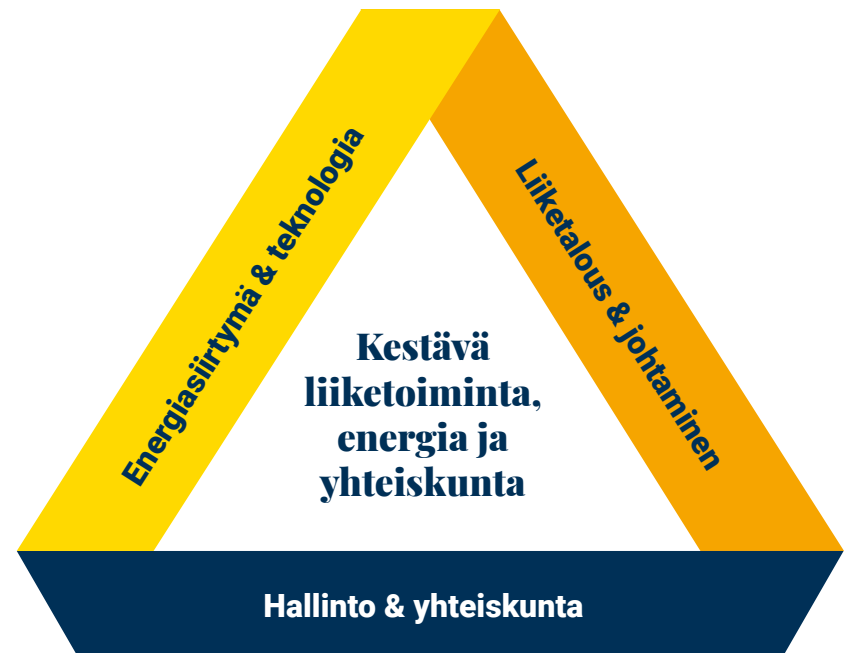 Energiasiirtymä & teknologia
Liiketalous & johtaminen
Kestävä
liiketoiminta,
energia ja
yhteiskunta
Hallinto & yhteiskunta